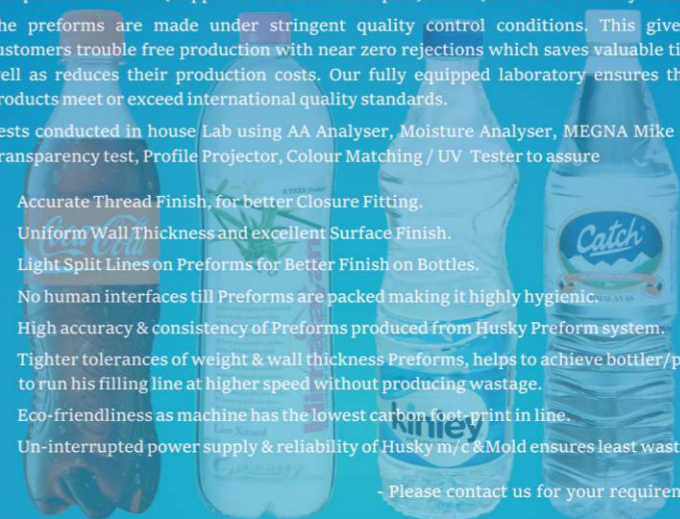 he preforms are made under stringent quality control conditions. This give
ustomers trouble free production with near zero rejections which saves valuable ti
ell as reduces their production costs. Our fully equipped laboratory ensures th
roducts meet or exceed international quality standards.
ests conducted in house Lab using AA Analyser, Moisture Analyser, MEGNA Mike
ransparency test, Profile Projector, Colour Matching / UV Tester to assure
Accurate Thread Finish, for better Closure Fitting.
Uniform Wall Thickness and excellent Surface Finish.
Light Split Lines on Preforms for Better Finish on Bottles.
No human interfaces till Preforms are packed making it highly hygienic.
High accuracy & consistency of Preforms produced from Husky Preform system.
Tighter tolerances of weight & wall thickness Preforms, helps to achieve bottler/p
to run his filling line at higher speed without producing wastage.
Eco-friendliness as machine has the lowest carbon foot-print in line.
Un-interrupted power supply & reliability of Husky m/c &Mold ensures least wast
- Please contact us for your requirem
A TATA Product
Coca-Cola
Catch
kinley